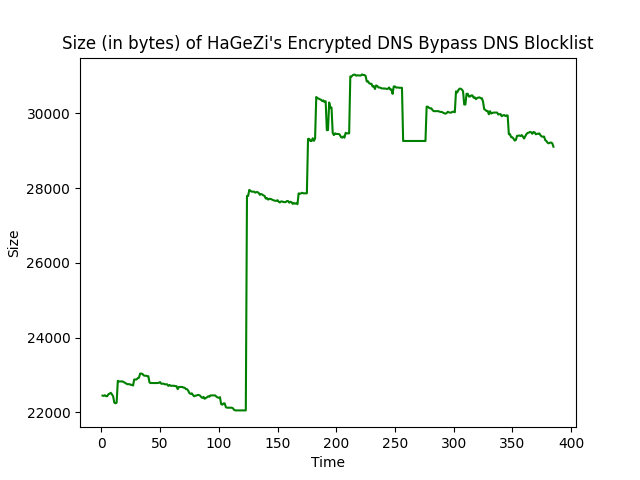 Size (in bytes) of HaGeZi's Encrypted DNS Bypass DNS Blocklist
30000
28000
26000
24000
22000
Size
0 50 100 150 200 250 300 350 400
Time